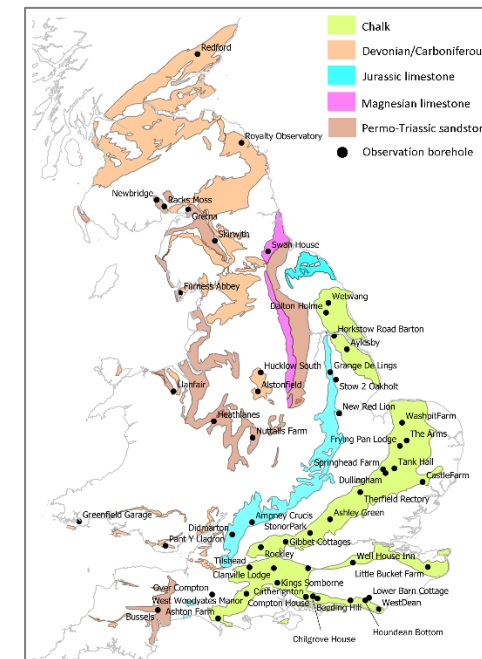 Chalk
Devonian/Carboniferou
Jurassic limestone
Magnesian limestone
Permo-Triassic sandston
Observation borehole
Redford
Royalty Observatory
Newbridge
Racks Moss
Gretna
Skirwith
Swan House
Furness Abbey
Wetwang
Dalton Holme
Horkstow Road Barton
Aylesby
Hucklow South
Grange De Lings
Llanfair
Alstonfield
Stow 2 Oakholt
Heathlanes
New Red Lion
WashpitFarm
Nuttalls Farm
Frying Pan Lodge
The Arms
Springhead Farm
Tank Hall
Dullingham
CastleFarm
Therfield Rectory
Greenfield Garage
Ampney Crucis
Ashley Green
Didmarton
StonorPark
Pant Y Lladron
Gibbet Cottages
Rockley
Well House Inn
Tilshead
Clanville Lodge
Little Bucket Farm
Kings Somborne
Over Compton
Catherington
Lower Barn Cottage
West Woodyates Manor
Compton House
WestDean
Bussels
Ashton Farm
Beeding Hill
Houndean Bottom
Chilgrove House